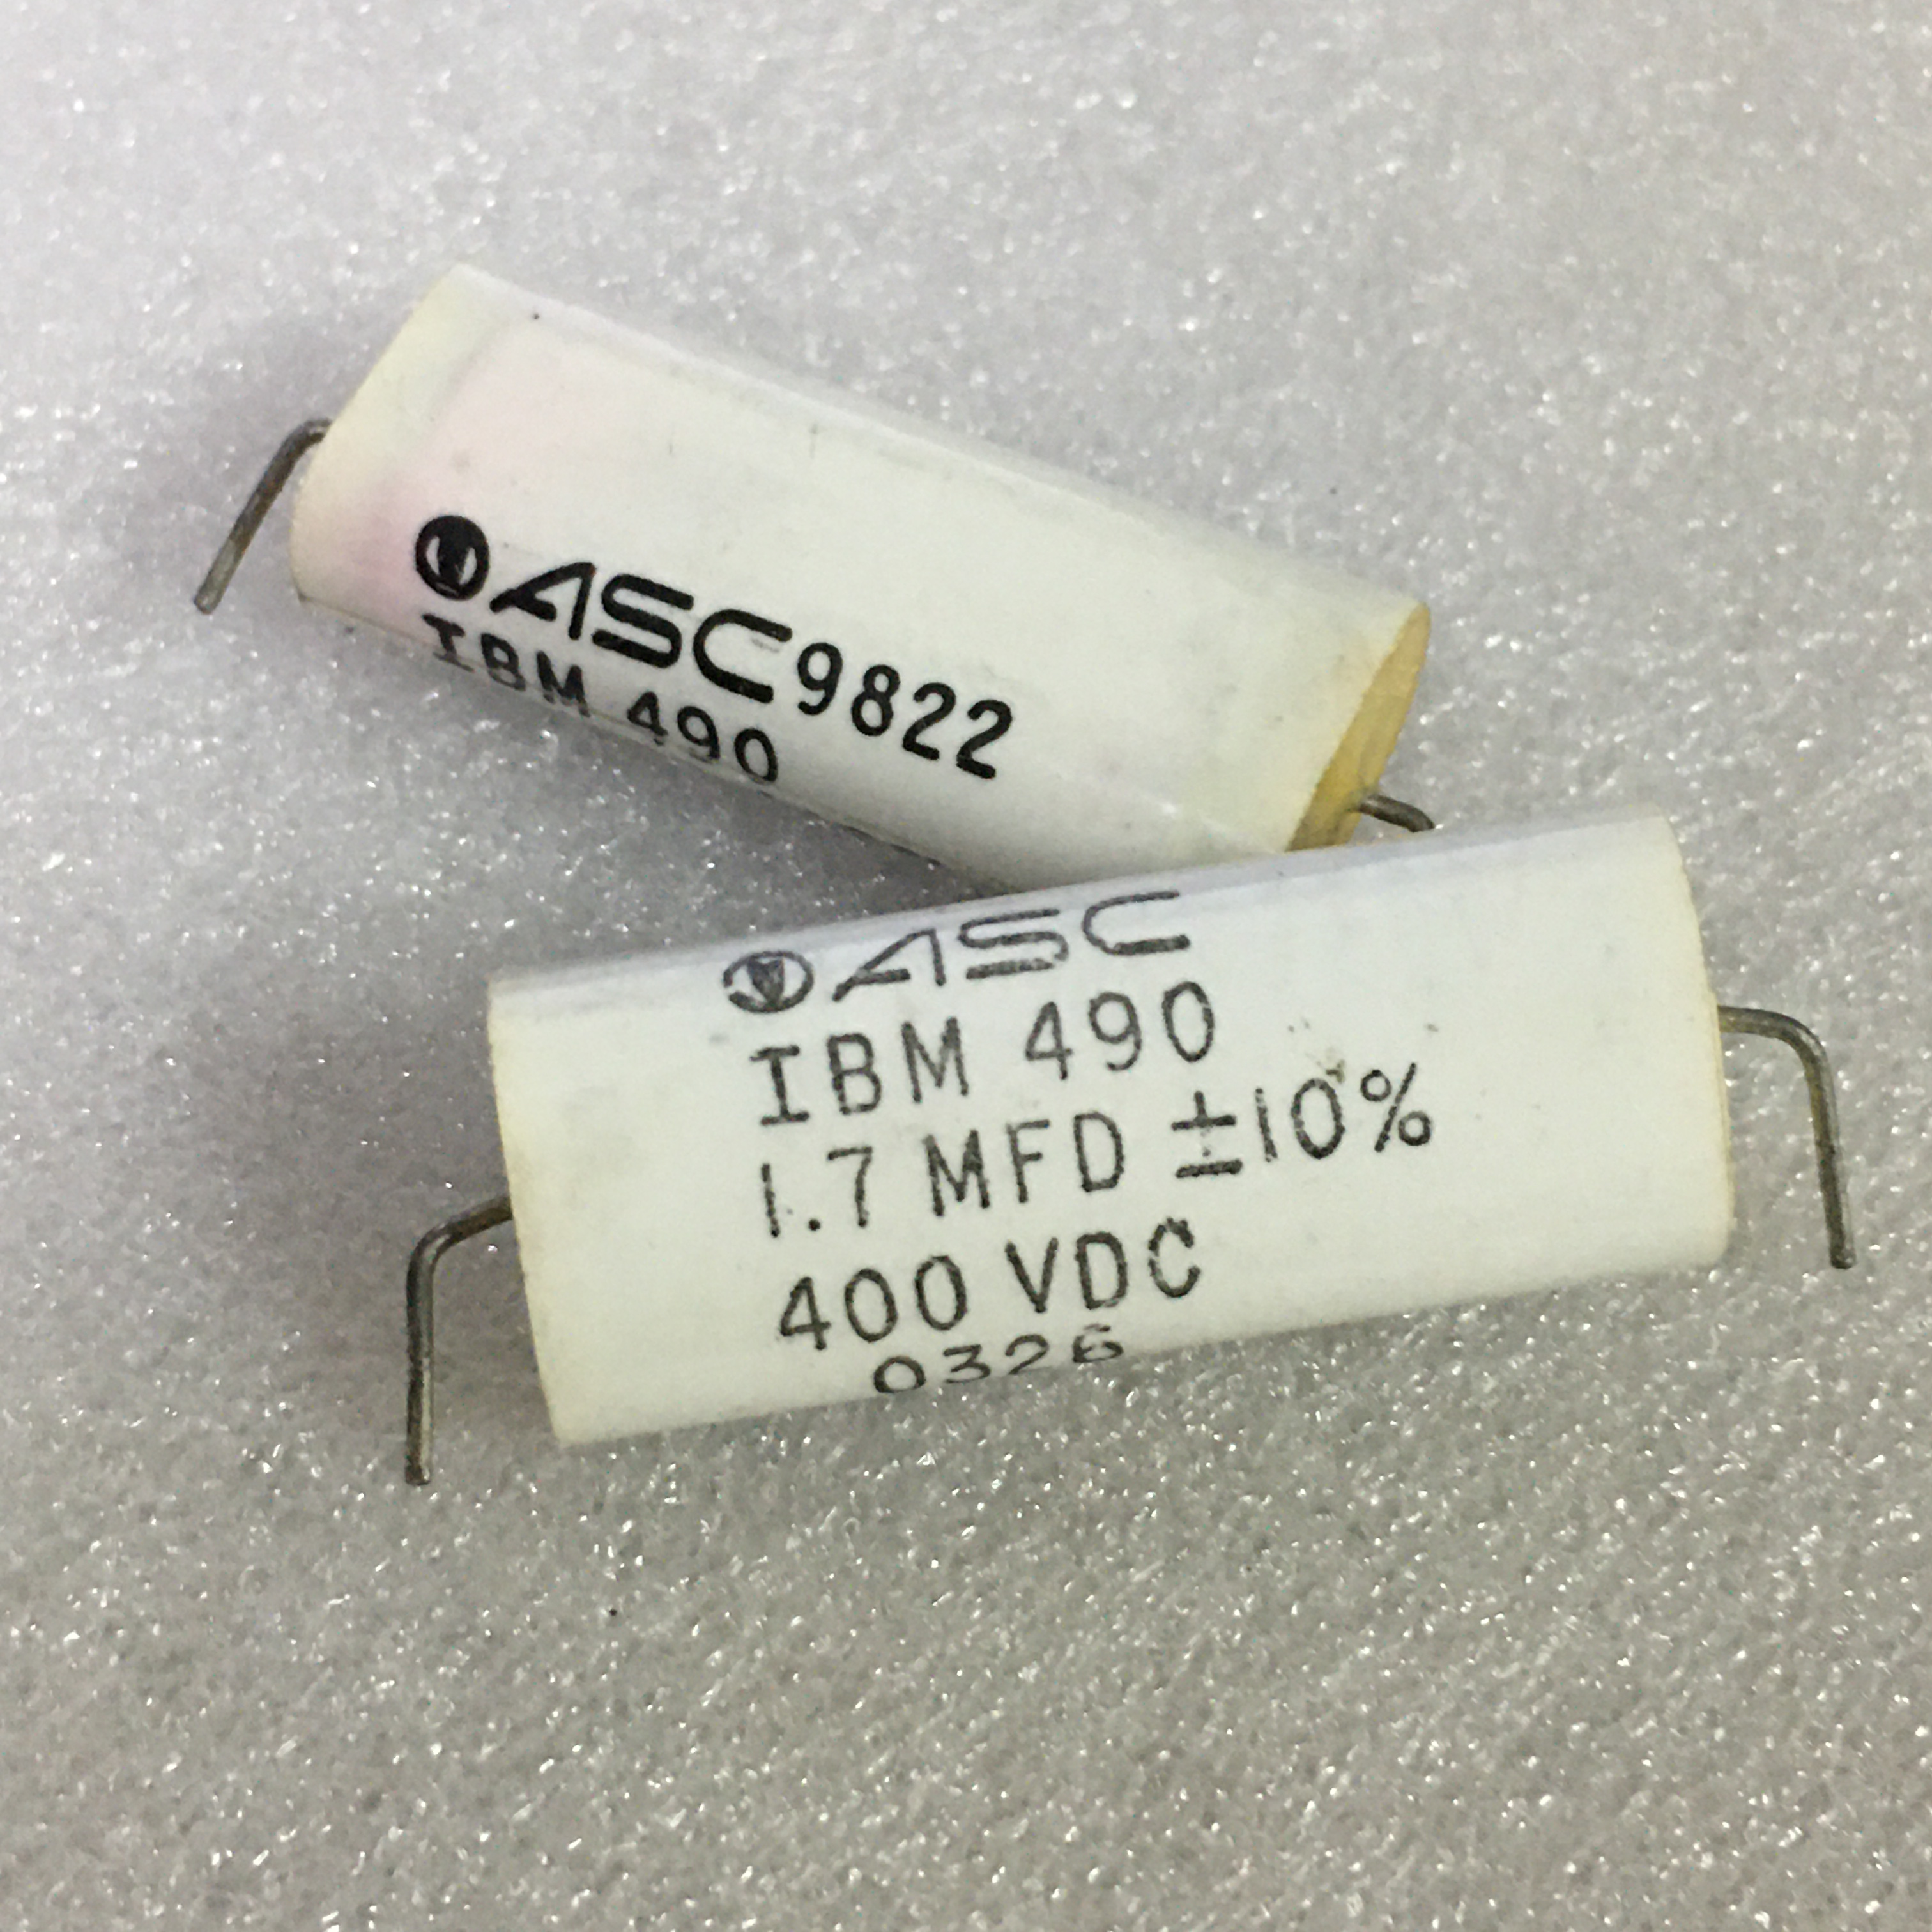 ASC 9822
IBM 490
ASC
IBM 490
1.7 MFD ±10%
400 VDC
0326